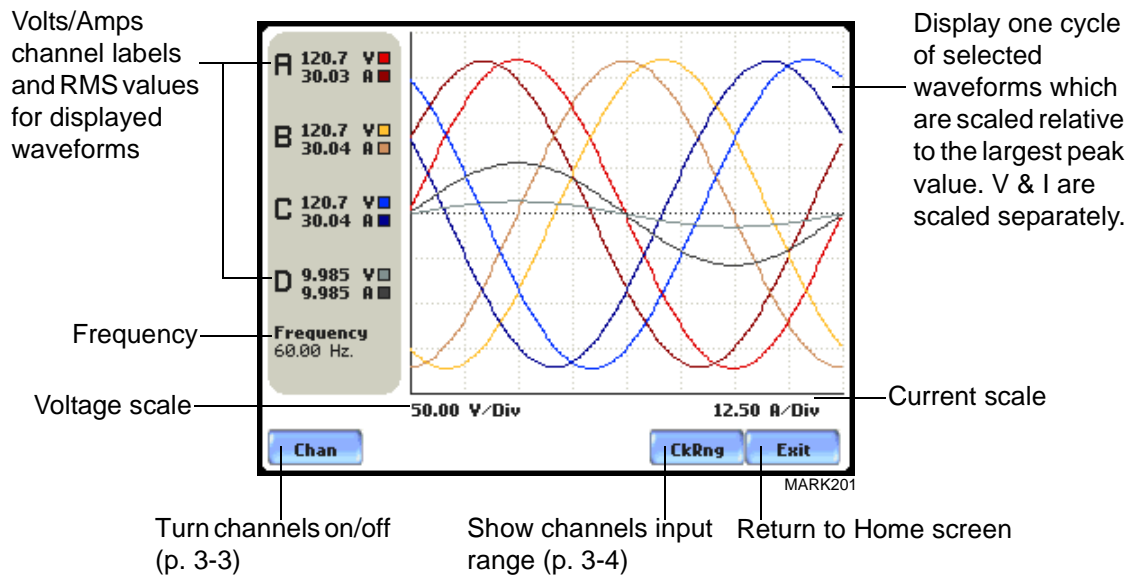 Volts/Amps
channel labels
and RMS values
for displayed
waveforms
Frequency
Voltage scale
A 120.7 V
30.03 A
B 120.7 V
30.04 A
C 120.7 V
30.04 A
D 9.985 V
9.985 A
Frequency
60.00 Hz.
50.00 V/Div
12.50 A/Div
Chan
CkRng
Exit
MARK201
Display one cycle
of selected
waveforms which
are scaled relative
to the largest peak
value. V & I are
scaled separately.
Current scale
Turn channels on/off
(p. 3-3)
Show channels input
range (p. 3-4)
Return to Home screen